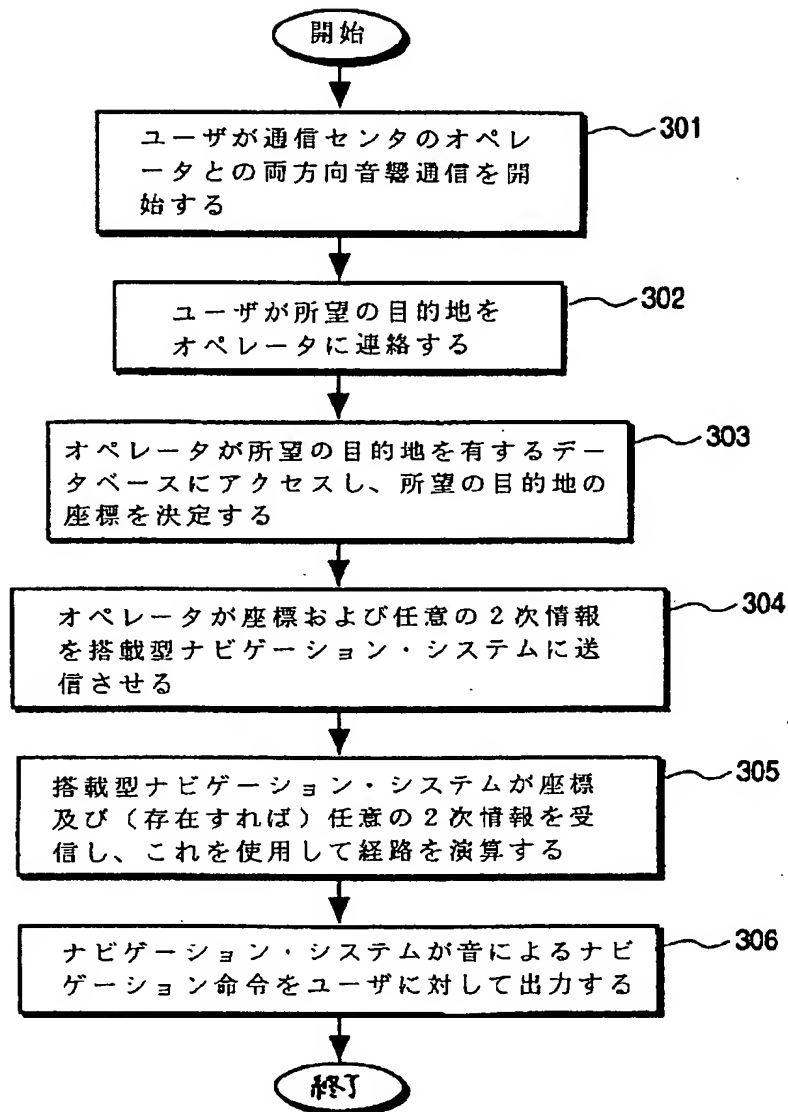 開始
ユーザが通信センタのオペレ
ータとの両方向音響通信を開
始する
301
ユーザが所望の目的地を
オペレータに連絡する
302
オペレータが所望の目的地を有するデー
タベースにアクセスし、所望の目的地の
座標を決定する
303
オペレータが座標および任意の2次情報
を搭載型ナビゲーション・システムに送
信させる
304
搭載型ナビゲーション・システムが座標
及び(存在すれば)任意の2次情報を受
信し、これを使用して経路を演算する
305
ナビゲーション・システムが音によるナビ
ゲーション命令をユーザに対して出力する
306
終了